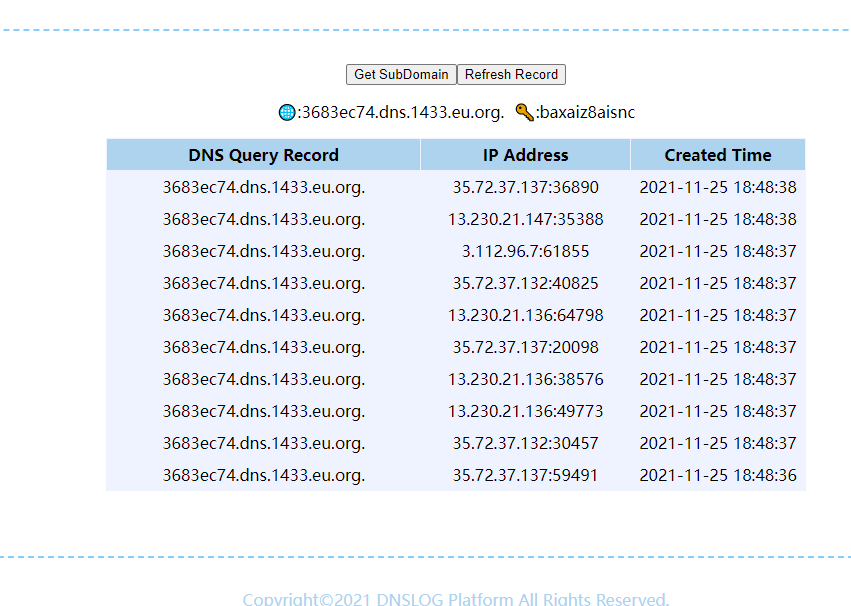 Get SubDomain Refresh Record
:3683ec74.dns.1433.eu.org. :baxaiz8aisnc
DNS Query Record IP Address Created Time
3683ec74.dns.1433.eu.org. 35.72.37.137:36890 2021-11-25 18:48:38
3683ec74.dns.1433.eu.org. 13.230.21.147:35388 2021-11-25 18:48:38
3683ec74.dns.1433.eu.org. 3.112.96.7:61855 2021-11-25 18:48:37
3683ec74.dns.1433.eu.org. 35.72.37.132:40825 2021-11-25 18:48:37
3683ec74.dns.1433.eu.org. 13.230.21.136:64798 2021-11-25 18:48:37
3683ec74.dns.1433.eu.org. 35.72.37.137:20098 2021-11-25 18:48:37
3683ec74.dns.1433.eu.org. 13.230.21.136:38576 2021-11-25 18:48:37
3683ec74.dns.1433.eu.org. 13.230.21.136:49773 2021-11-25 18:48:37
3683ec74.dns.1433.eu.org. 35.72.37.132:30457 2021-11-25 18:48:37
3683ec74.dns.1433.eu.org. 35.72.37.137:59491 2021-11-25 18:48:36
Copyright©2021 DNSLOG Platform All Rights Reserved.